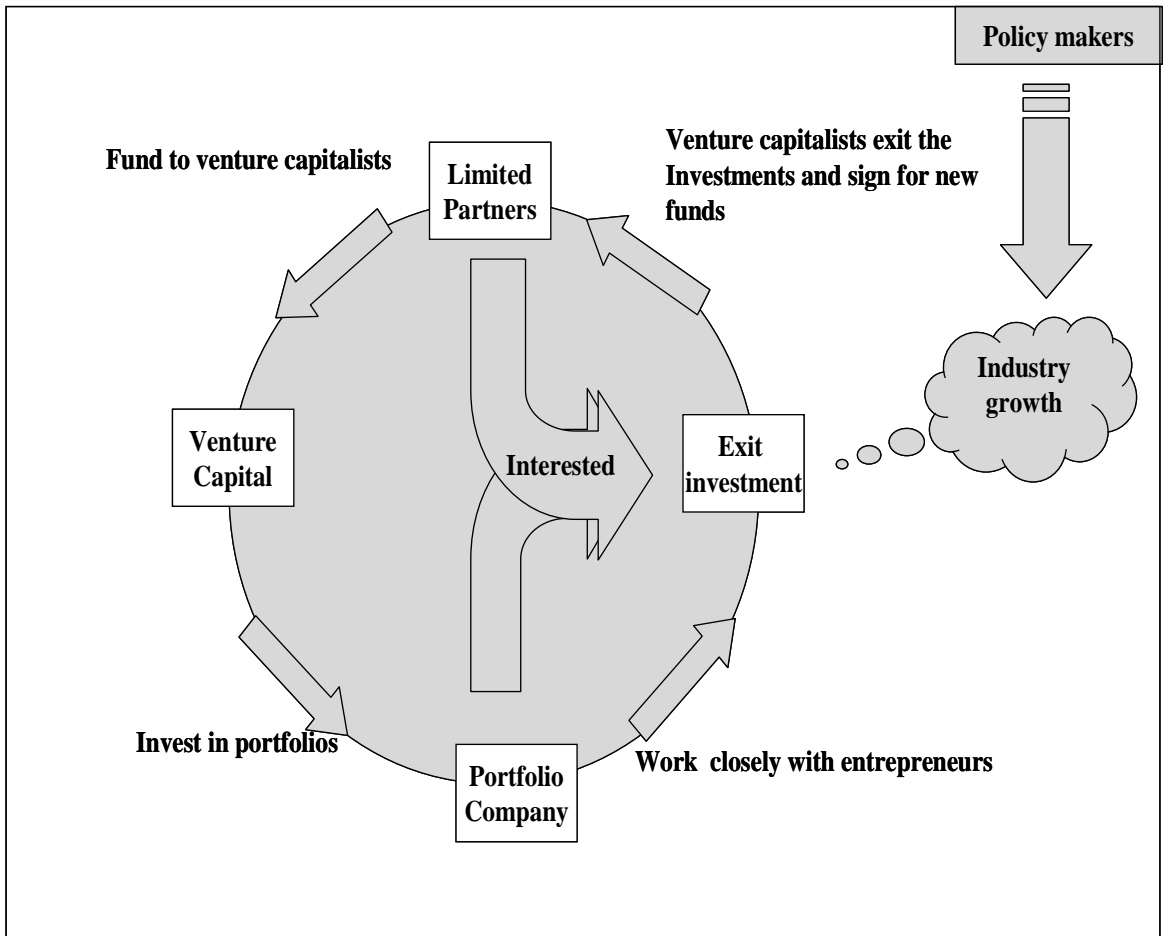 Policy makers
Fund to venture capitalists
Limited
Partners
Venture capitalists exit the
Investments and sign for new
funds
Industry
growth
Venture
Capital
Interested
Exit
investment
Invest in portfolios
Portfolio
Company
Work closely with entrepreneurs